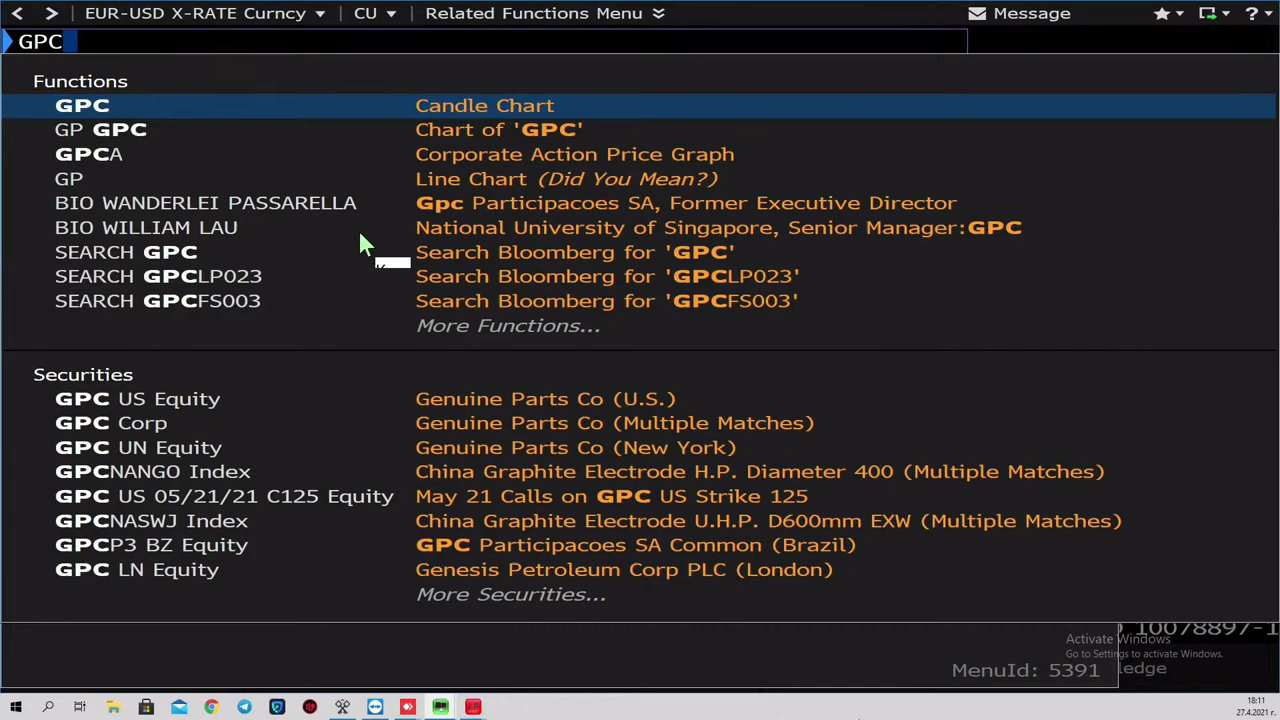 EUR-USD X-RATE Curncy CU Related Functions Menu Message ?
GPC
Functions
GPC Candle Chart
GP GPC Chart of 'GPC'
GPCA Corporate Action Price Graph
GP Line Chart (Did You Mean?)
BIO WANDERLEI PASSARELLA Gpc Participacoes SA, Former Executive Director
BIO WILLIAM LAU National University of Singapore, Senior Manager:GPC
SEARCH GPC Search Bloomberg for 'GPC'
SEARCH GPCLP023 Search Bloomberg for 'GPCLP023'
SEARCH GPCFS003 Search Bloomberg for 'GPCFS003'
More Functions...
Securities
GPC US Equity Genuine Parts Co (U.S.)
GPC Corp Genuine Parts Co (Multiple Matches)
GPC UN Equity Genuine Parts Co (New York)
GPCNANGO Index China Graphite Electrode H.P. Diameter 400 (Multiple Matches)
GPC US 05/21/21 C125 Equity May 21 Calls on GPC US Strike 125
GPCNASWJ Index China Graphite Electrode U.H.P. D600mm EXW (Multiple Matches)
GPCP3 BZ Equity GPC Participacoes SA Common (Brazil)
GPC LN Equity Genesis Petroleum Corp PLC (London)
More Securities...
10078897-1
Activate Windows
Go to Settings to activate Windows.
MenuId: 5391 ledge
18:11
27.4.2021 г.